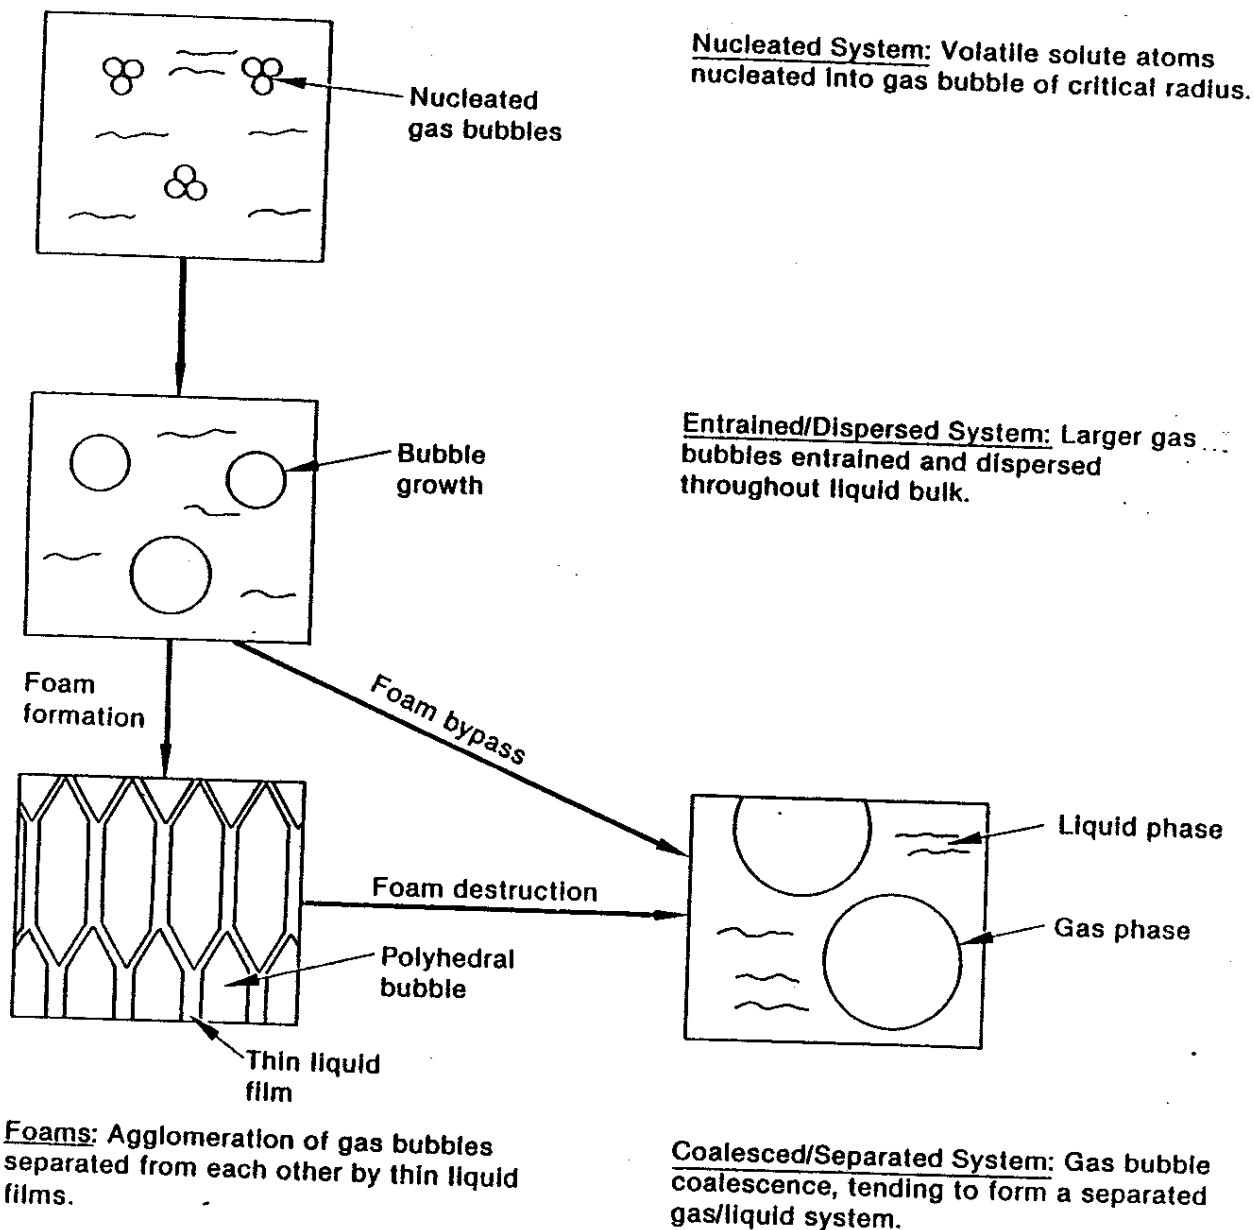 Nucleated System: Volatile solute atoms
nucleated into gas bubble of critical radius.
Nucleated
gas bubbles
Entrained/Dispersed System: Larger gas
bubbles entrained and dispersed
throughout liquid bulk.
Bubble
growth
Foam
formation
Foam bypass
Liquid phase
Foam destruction
Gas phase
Polyhedral
bubble
Thin liquid
film
Foams: Agglomeration of gas bubbles
separated from each other by thin liquid
films.
Coalesced/Separated System: Gas bubble
coalescence, tending to form a separated
gas/liquid system.